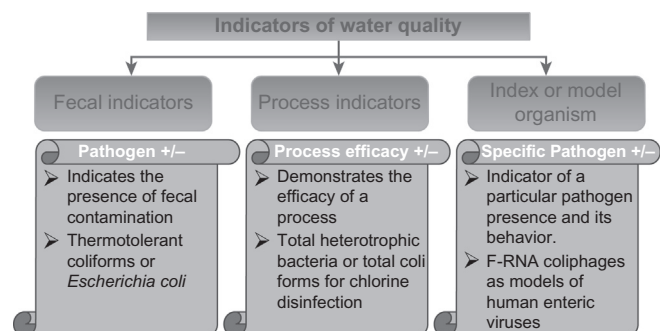 Indicators of water quality
Fecal indicators
Process indicators
Index or model
organism
Pathogen +/–
➢ Indicates the
presence of fecal
contamination
➢ Thermotolerant
coliforms or
Escherichia coli
Process efficacy +/–
➢ Demonstrates the
efficacy of a
process
➢ Total heterotrophic
bacteria or total coli
forms for chlorine
disinfection
Specific Pathogen +/–
➢ Indicator of a
particular pathogen
presence and its
behavior.
➢ F-RNA coliphages
as models of
human enteric
viruses